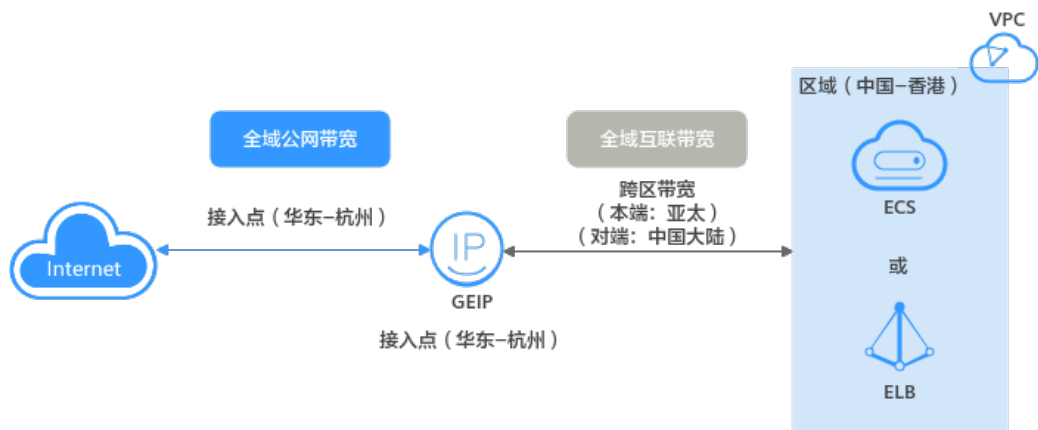 VPC
区域（中国–香港）
全域公网带宽
全域互联带宽
跨区带宽
（本端：亚太）
（对端：中国大陆）
接入点（华东–杭州）
ECS
Internet
IP
或
GEIP
接入点（华东–杭州）
ELB